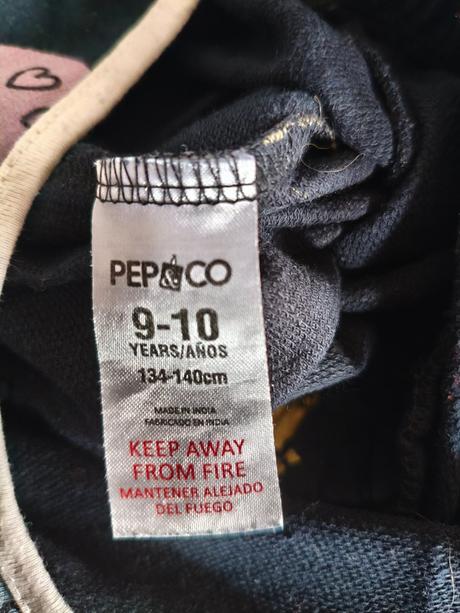 PEP&CO
9-10
YEARS/AÑOS
134-140cm
MADE IN INDIA
FABRICADO EN INDIA
KEEP AWAY
FROM FIRE
MANTENER ALEJADO
DEL FUEGO